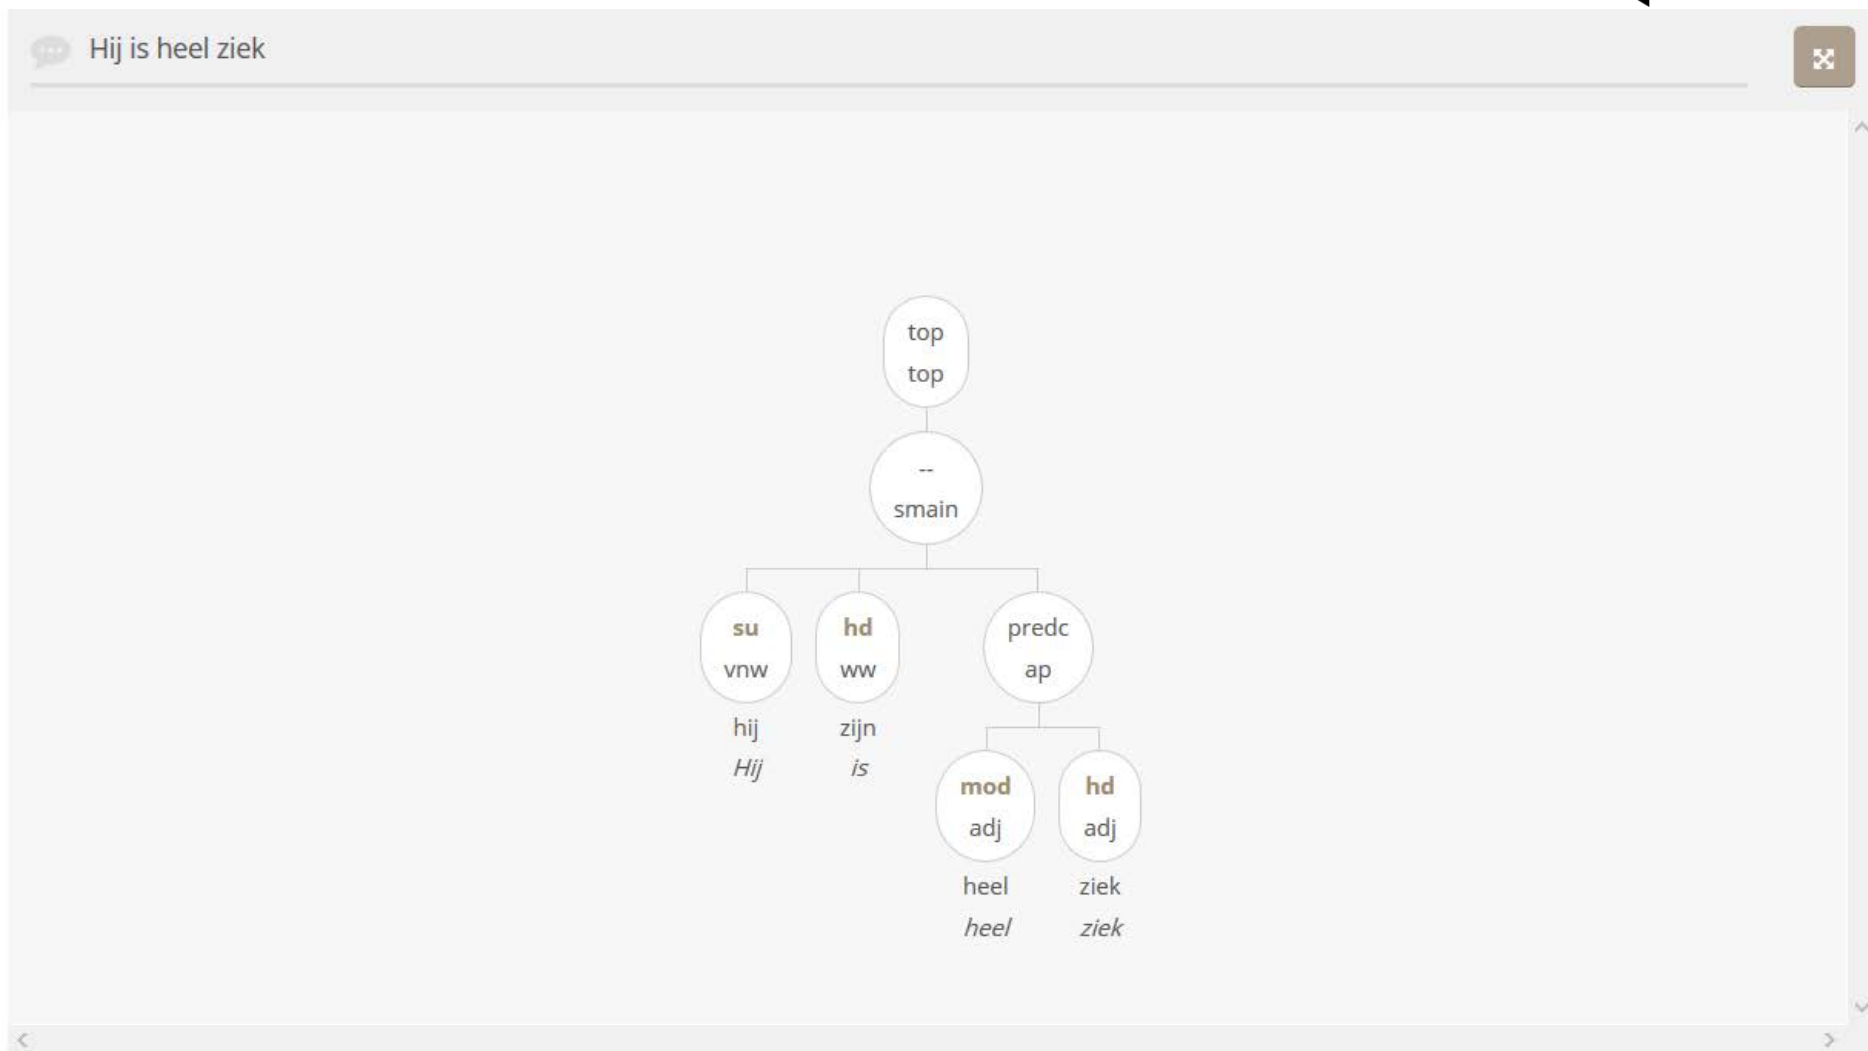 Hij is heel ziek
top
top
--
smain
su hd predc
vnw ww ap
hij zijn
Hij is
mod hd
adj adj
heel ziek
heel ziek